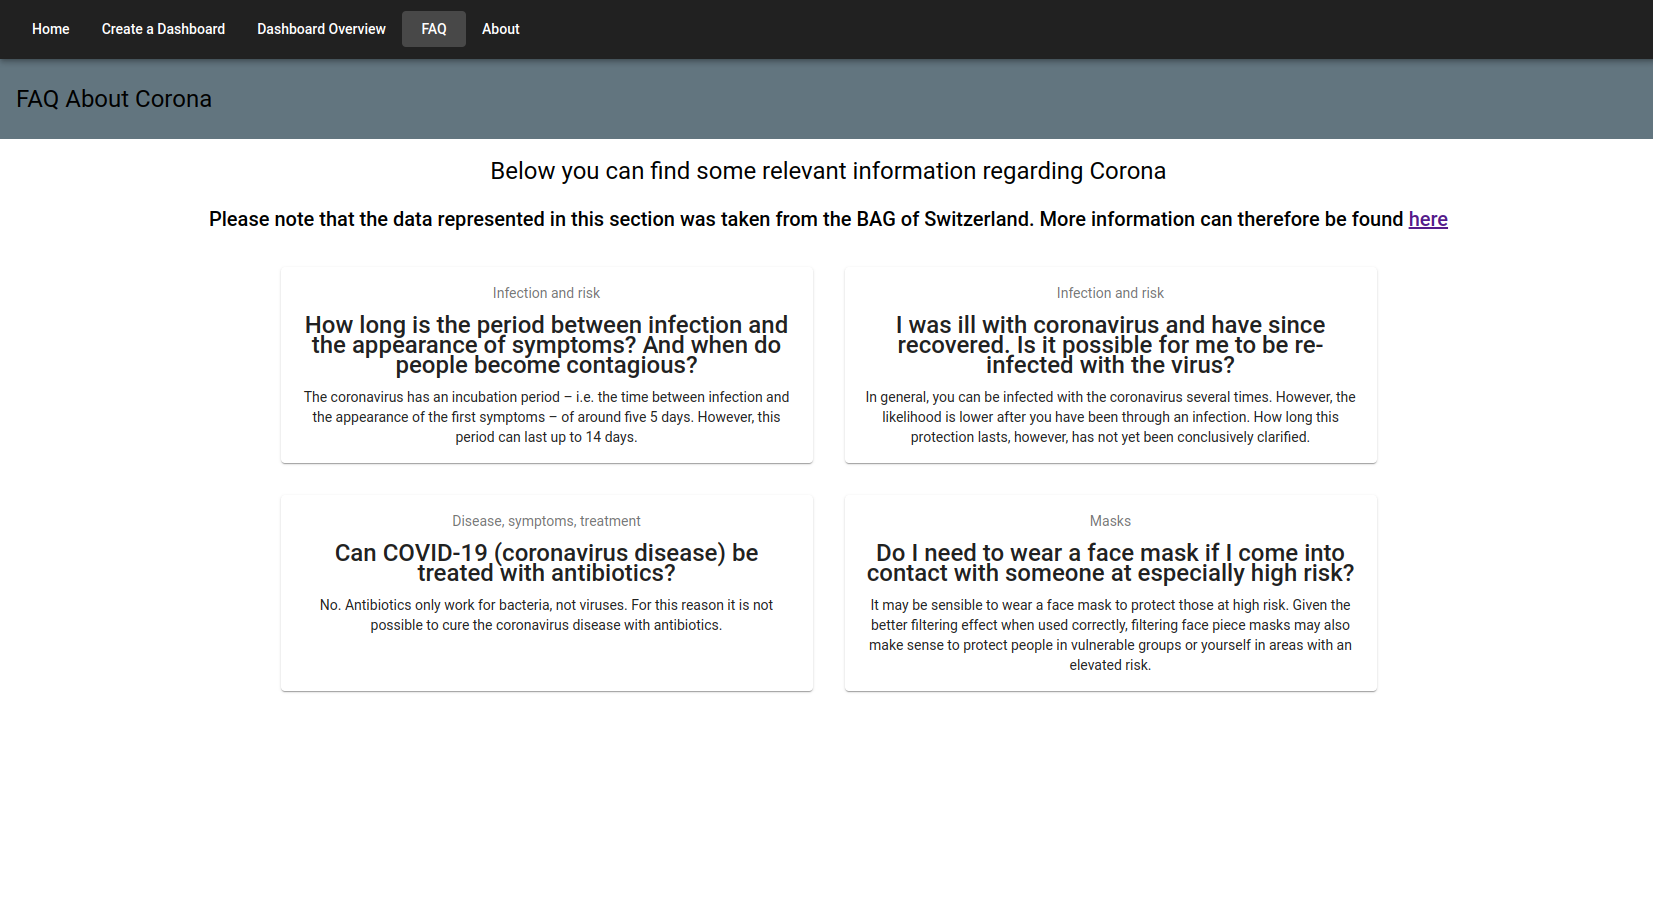 Home Create a Dashboard Dashboard Overview FAQ About
FAQ About Corona
Below you can find some relevant information regarding Corona
Please note that the data represented in this section was taken from the BAG of Switzerland. More information can therefore be found here
Infection and risk
How long is the period between infection and
the appearance of symptoms? And when do
people become contagious?
The coronavirus has an incubation period – i.e. the time between infection and
the appearance of the first symptoms – of around five 5 days. However, this
period can last up to 14 days.
Infection and risk
I was ill with coronavirus and have since
recovered. Is it possible for me to be re-
infected with the virus?
In general, you can be infected with the coronavirus several times. However, the
likelihood is lower after you have been through an infection. How long this
protection lasts, however, has not yet been conclusively clarified.
Disease, symptoms, treatment
Can COVID-19 (coronavirus disease) be
treated with antibiotics?
No. Antibiotics only work for bacteria, not viruses. For this reason it is not
possible to cure the coronavirus disease with antibiotics.
Masks
Do I need to wear a face mask if I come into
contact with someone at especially high risk?
It may be sensible to wear a face mask to protect those at high risk. Given the
better filtering effect when used correctly, filtering face piece masks may also
make sense to protect people in vulnerable groups or yourself in areas with an
elevated risk.